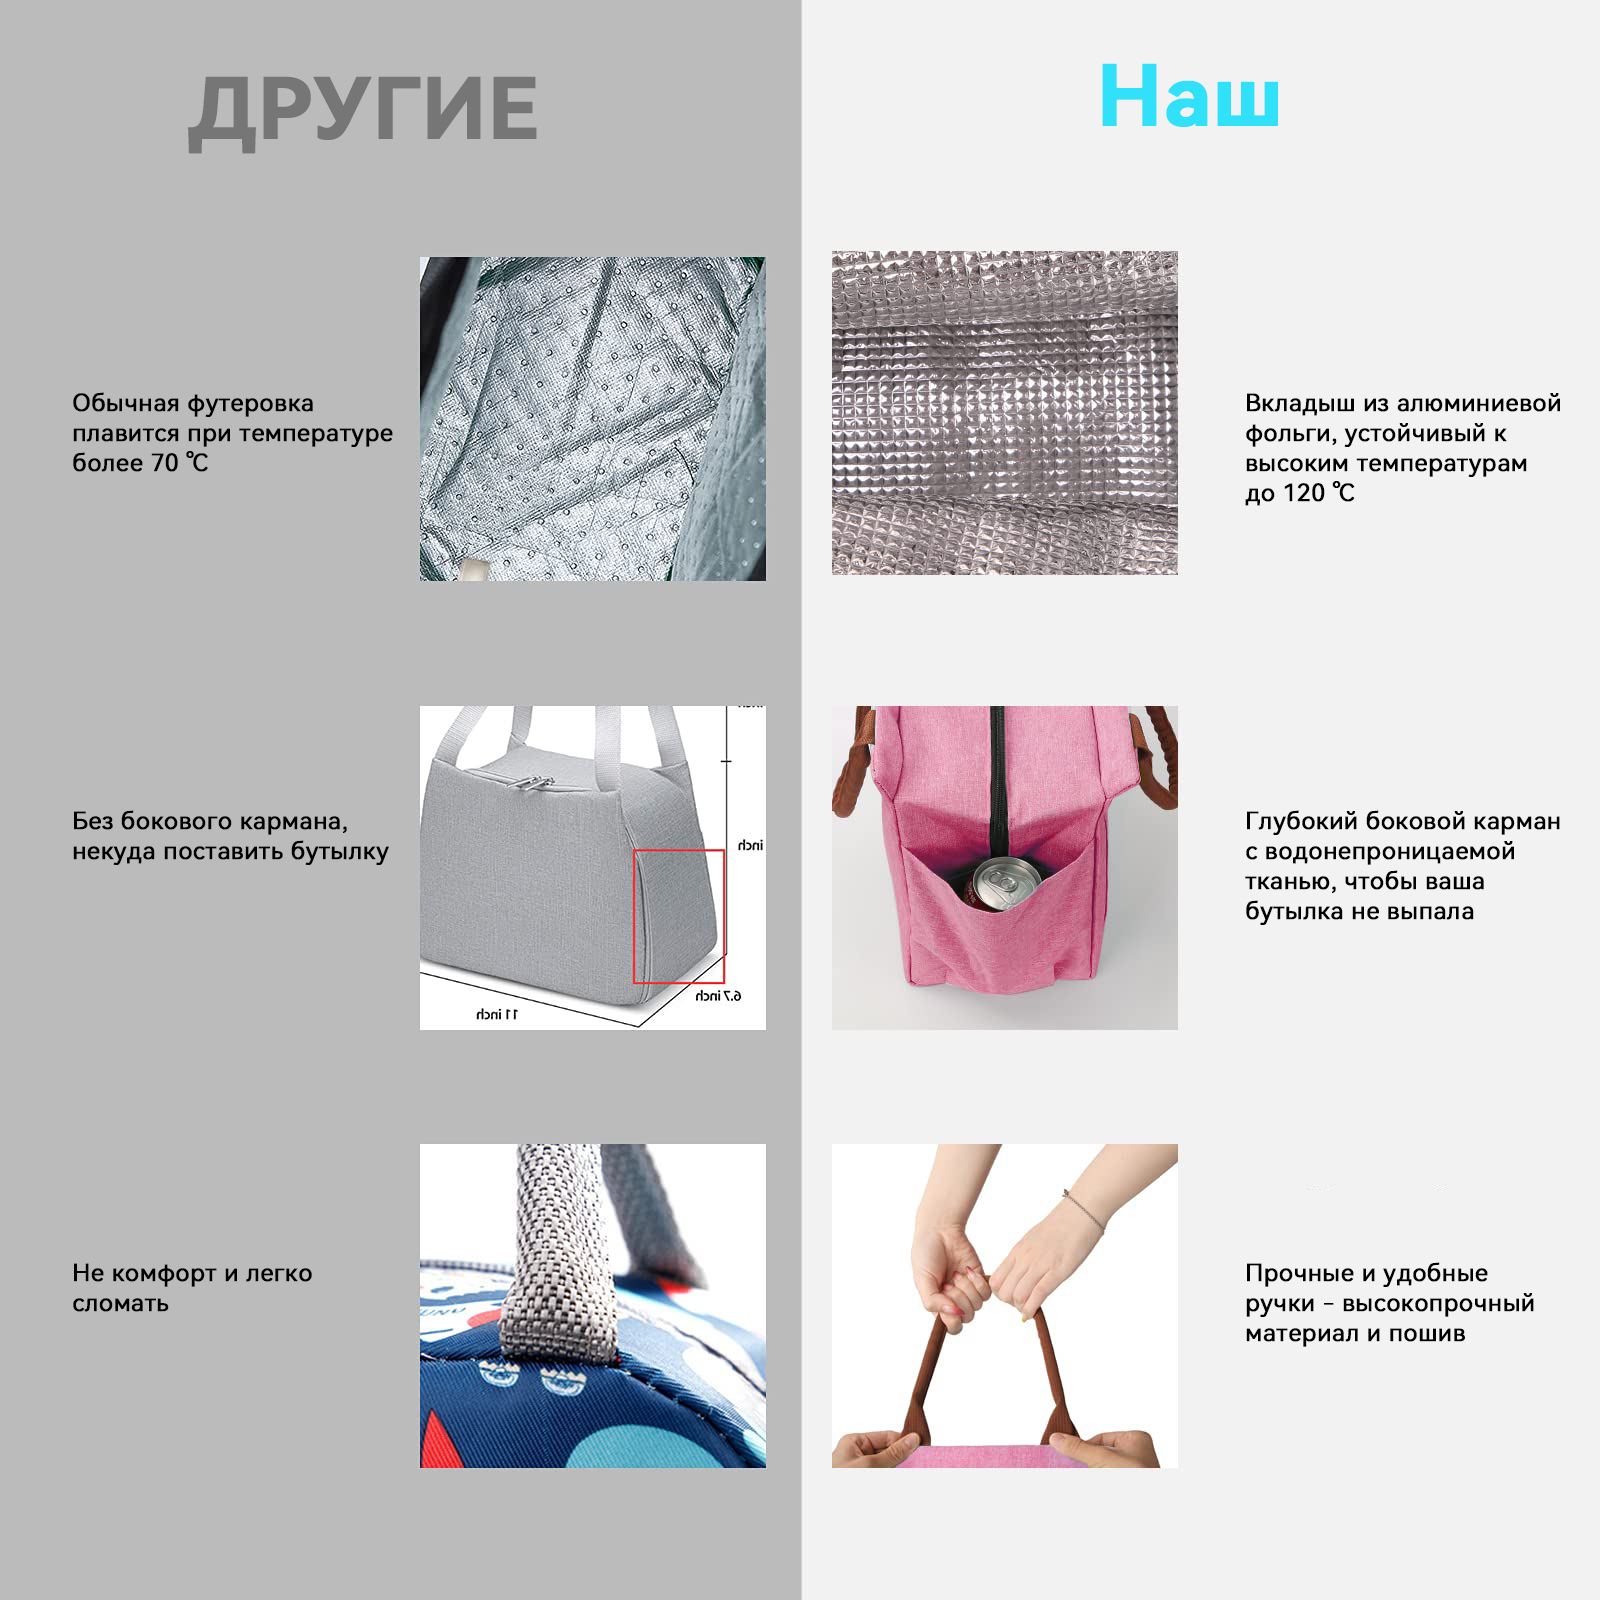 ДРУГИЕ
Наш
Обычная футеровка
плавится при температуре
более 70 ℃
Вкладыш из алюминиевой
фольги, устойчивый к
высоким температурам
до 120 ℃
Без бокового кармана,
некуда поставить бутылку
inch
6.7 inch
11 inch
Глубокий боковой карман
с водонепроницаемой
тканью, чтобы ваша
бутылка не выпала
Не комфорт и легко
сломать
Прочные и удобные
ручки – высокопрочный
материал и пошив